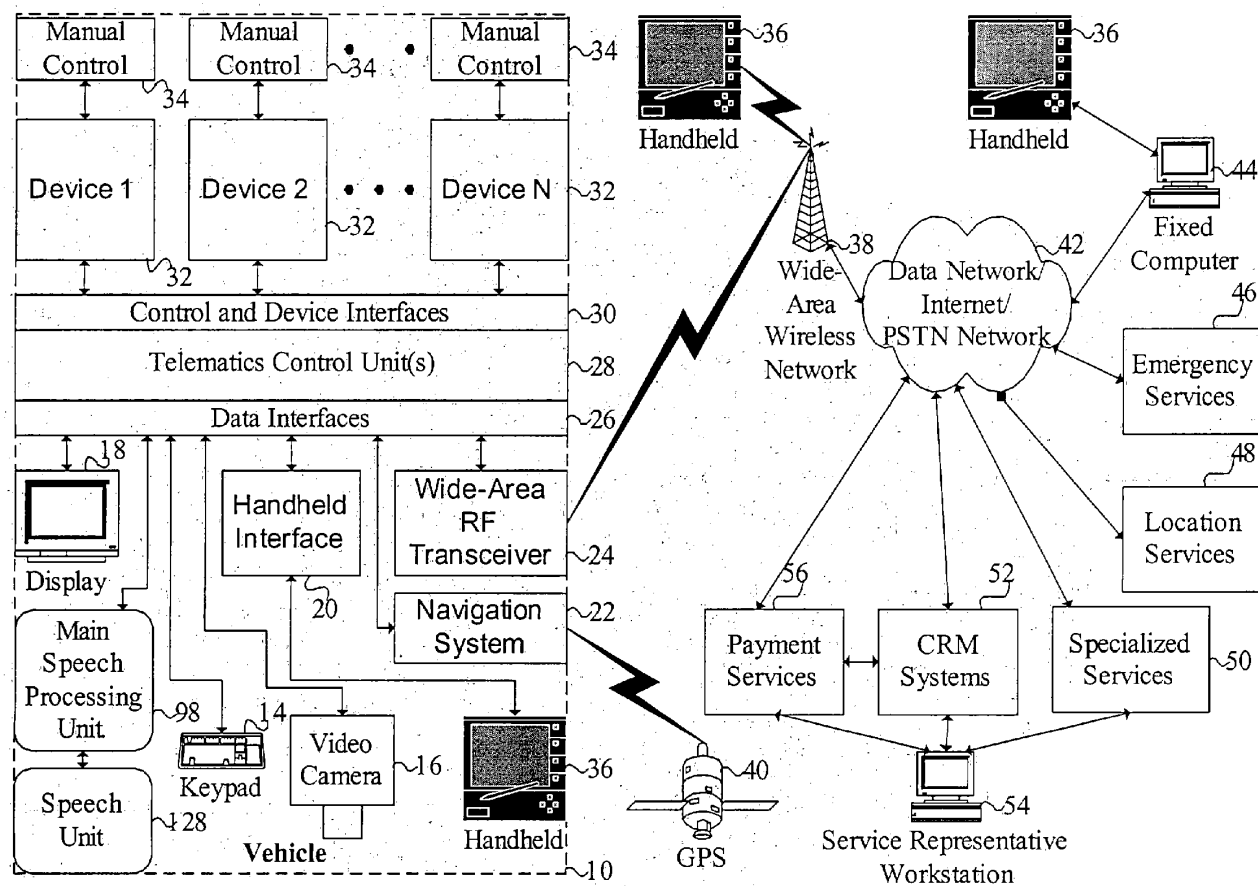 Manual
Control
34
Manual
Control
34
Manual
Control
34
Device 1
32
Device 2
32
Device N
32
Control and Device Interfaces
30
Telematics Control Unit(s)
28
Data Interfaces
26
18
Display
Handheld
Interface
20
Wide-Area
RF
Transceiver
24
Navigation
System
22
Main
Speech
Processing
Unit
98
14
Keypad
Video
Camera
16
36
Handheld
Speech
Unit
128
Vehicle
10
36
Handheld
36
Handheld
38
Wide-
Area
Wireless
Network
42
Data Network/
Internet/
PSTN Network
44
Fixed
Computer
46
Emergency
Services
48
Location
Services
56
Payment
Services
52
CRM
Systems
Specialized
Services
50
40
GPS
54
Service Representative
Workstation